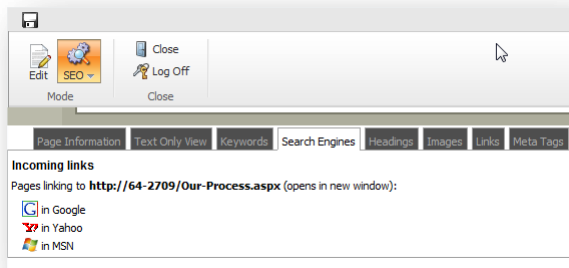 Close
Edit SEO Log Off
Mode Close
Page Information Text Only View Keywords Search Engines Headings Images Links Meta Tags
Incoming links
Pages linking to http://64-2709/Our-Process.aspx (opens in new window):
G in Google
Y! in Yahoo
in MSN